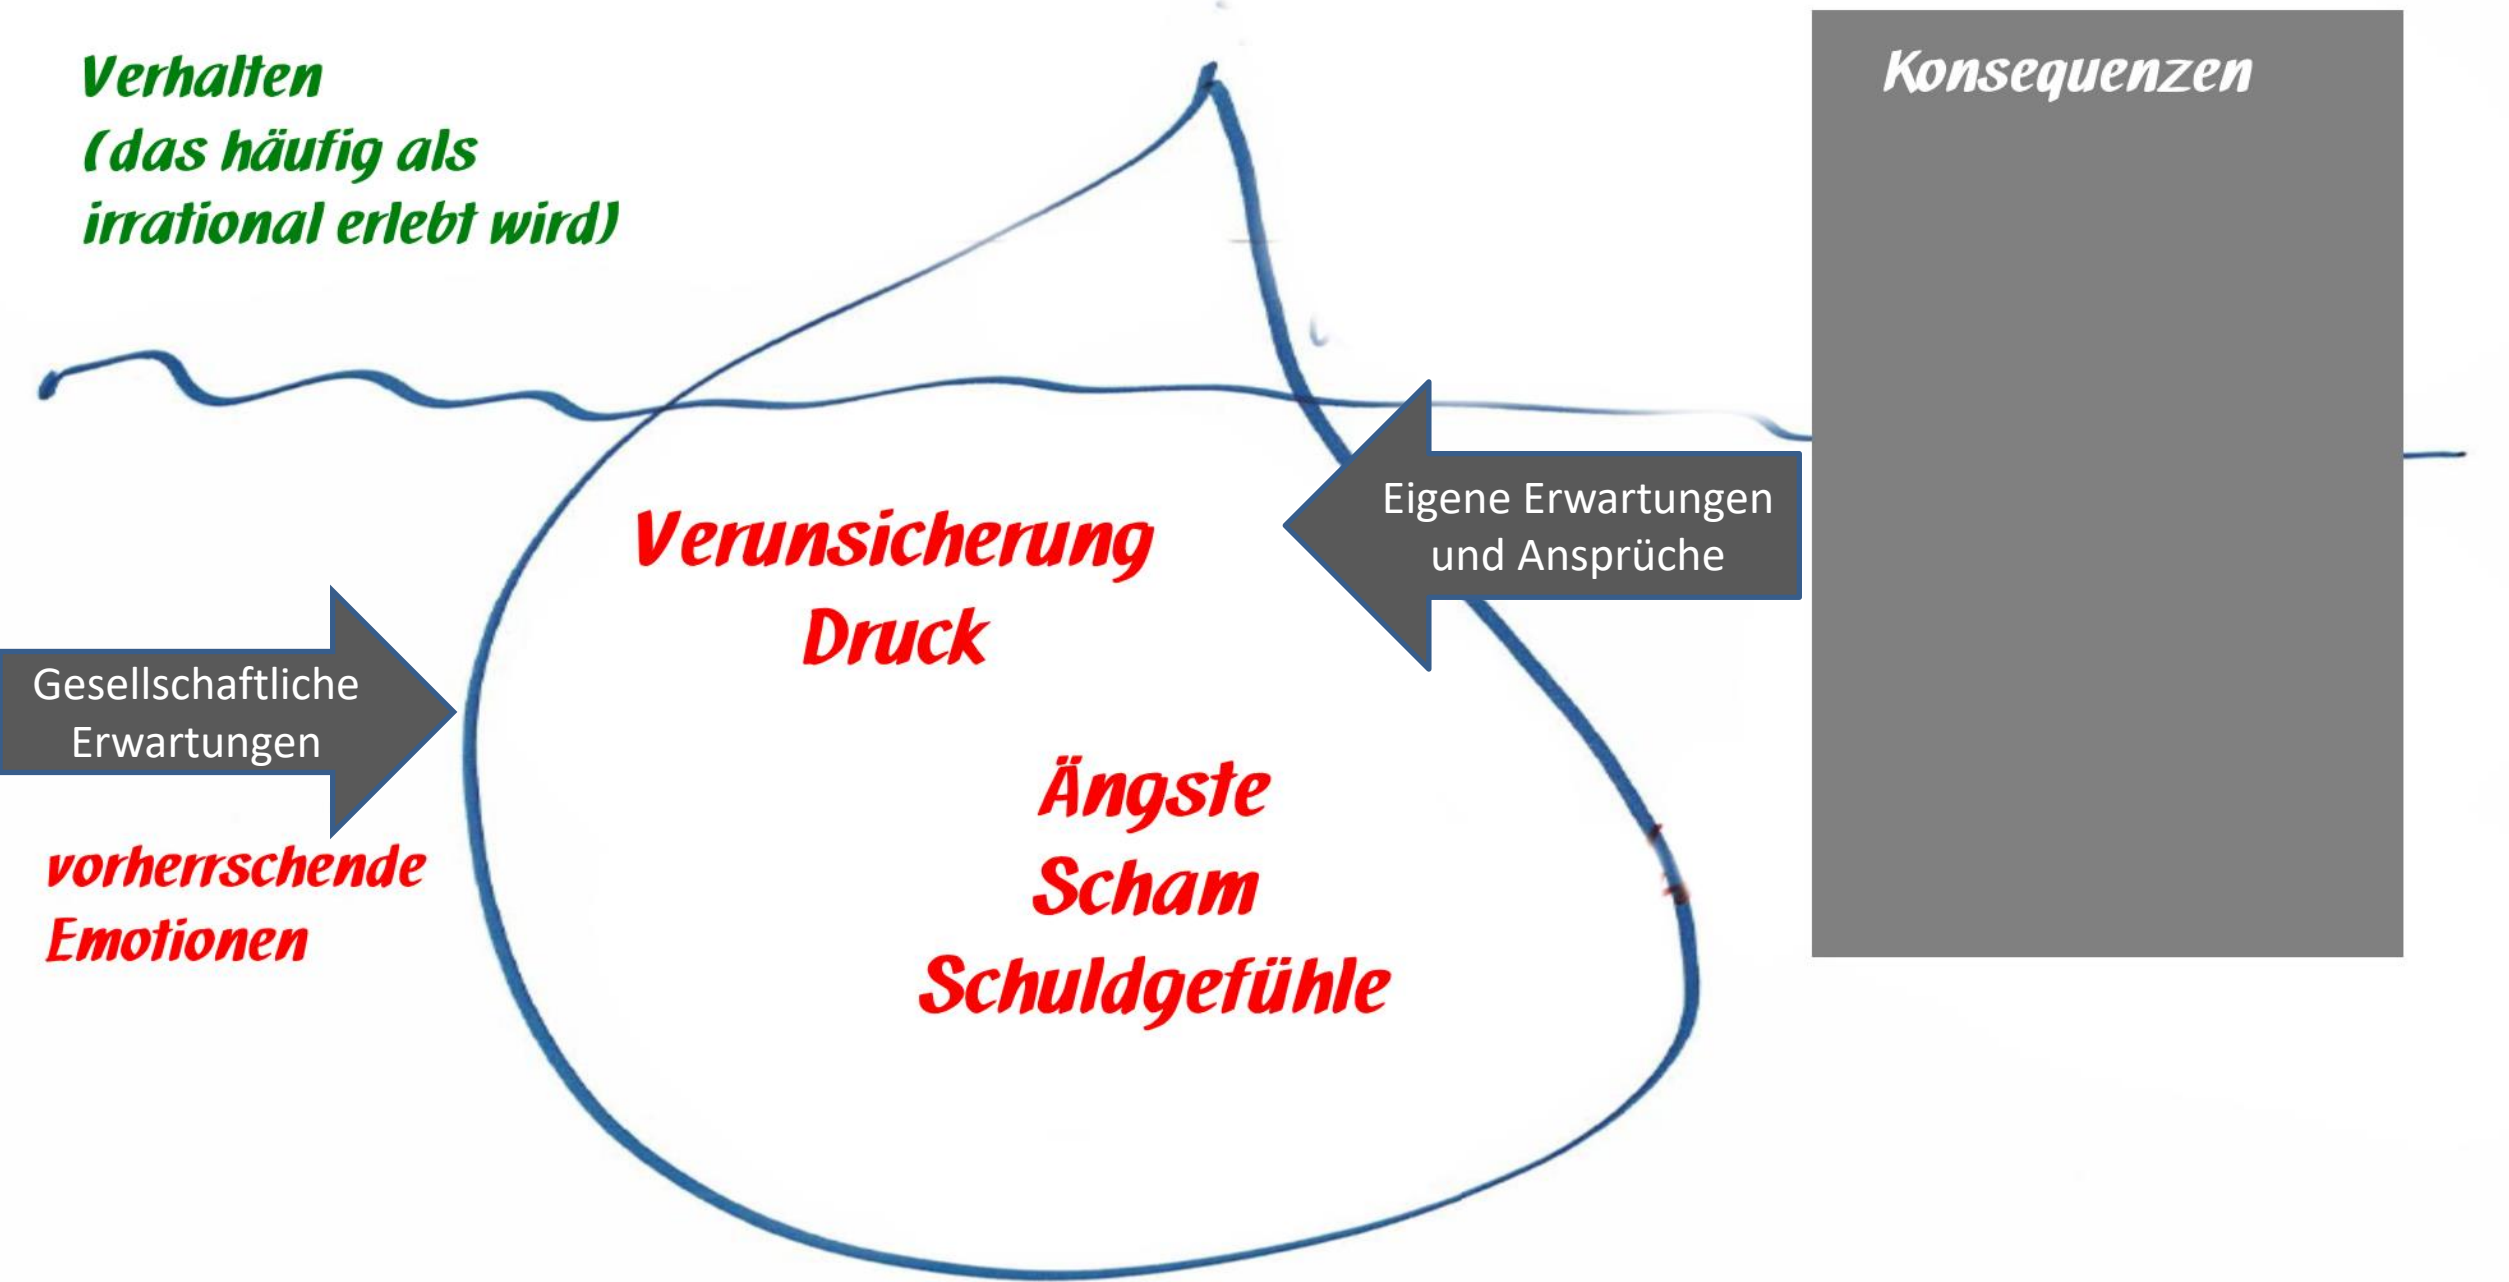 Verhalten
(das häufig als
irrational erlebt wird)
Konsequenzen
Eigene Erwartungen
und Ansprüche
Verunsicherung
Druck
Gesellschaftliche
Erwartungen
Ängste
Scham
Schuldgefühle
vorherrschende
Emotionen